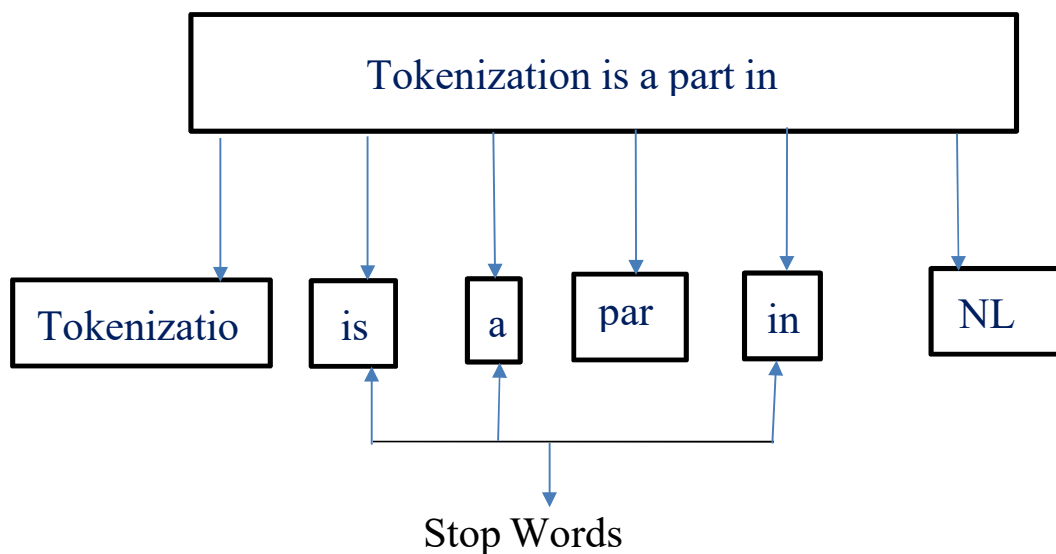 Tokenization is a part in
Tokenizatio is a par in NL
Stop Words